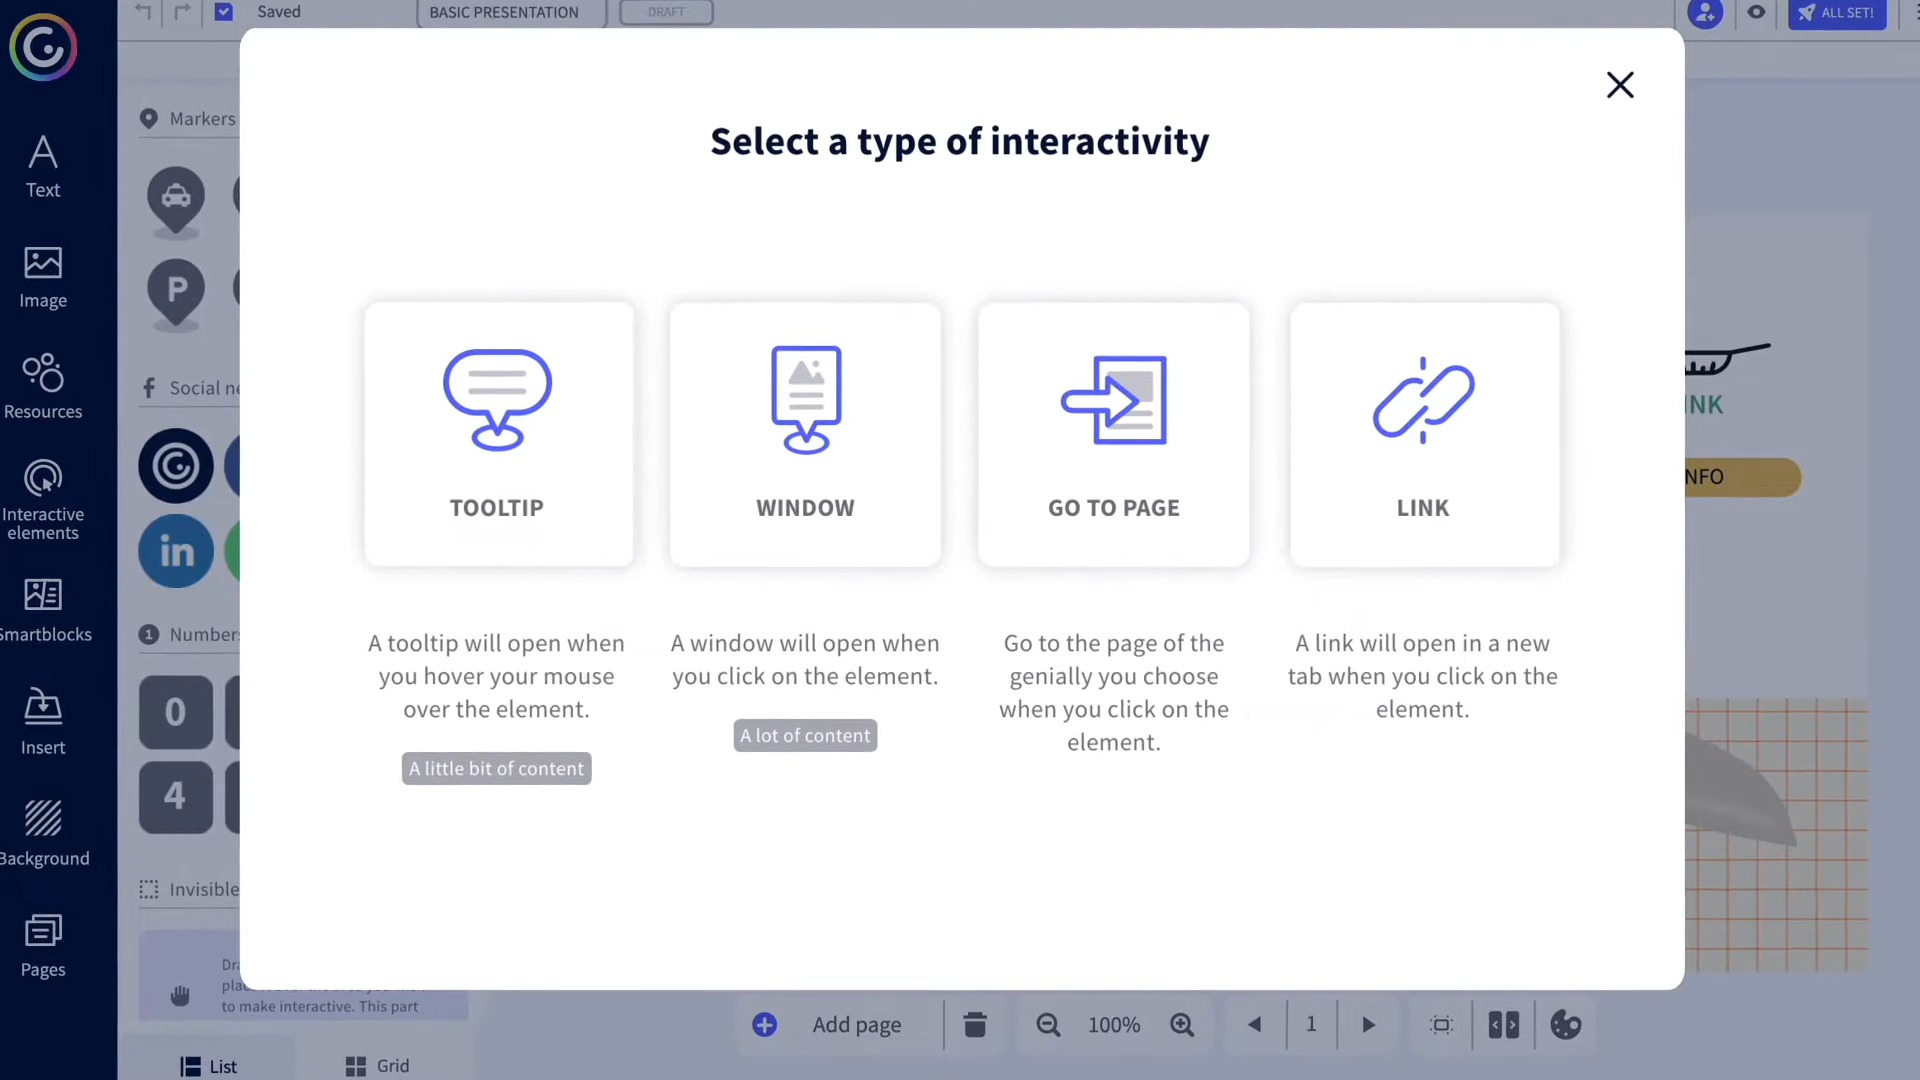 Saved
BASIC PRESENTATION
DRAFT
ALL SET!
Text
Image
Resources
Interactive
elements
Smartblocks
Insert
Background
Pages
Markers
P
Social ne
in
1 Numbers
0
4
Invisible
to make interactive. This part
List
Grid
Select a type of interactivity
TOOLTIP
A tooltip will open when
you hover your mouse
over the element.
A little bit of content
WINDOW
A window will open when
you click on the element.
A lot of content
GO TO PAGE
Go to the page of the
genially you choose
when you click on the
element.
LINK
A link will open in a new
tab when you click on the
element.
INK
NFO
Add page
100%
1